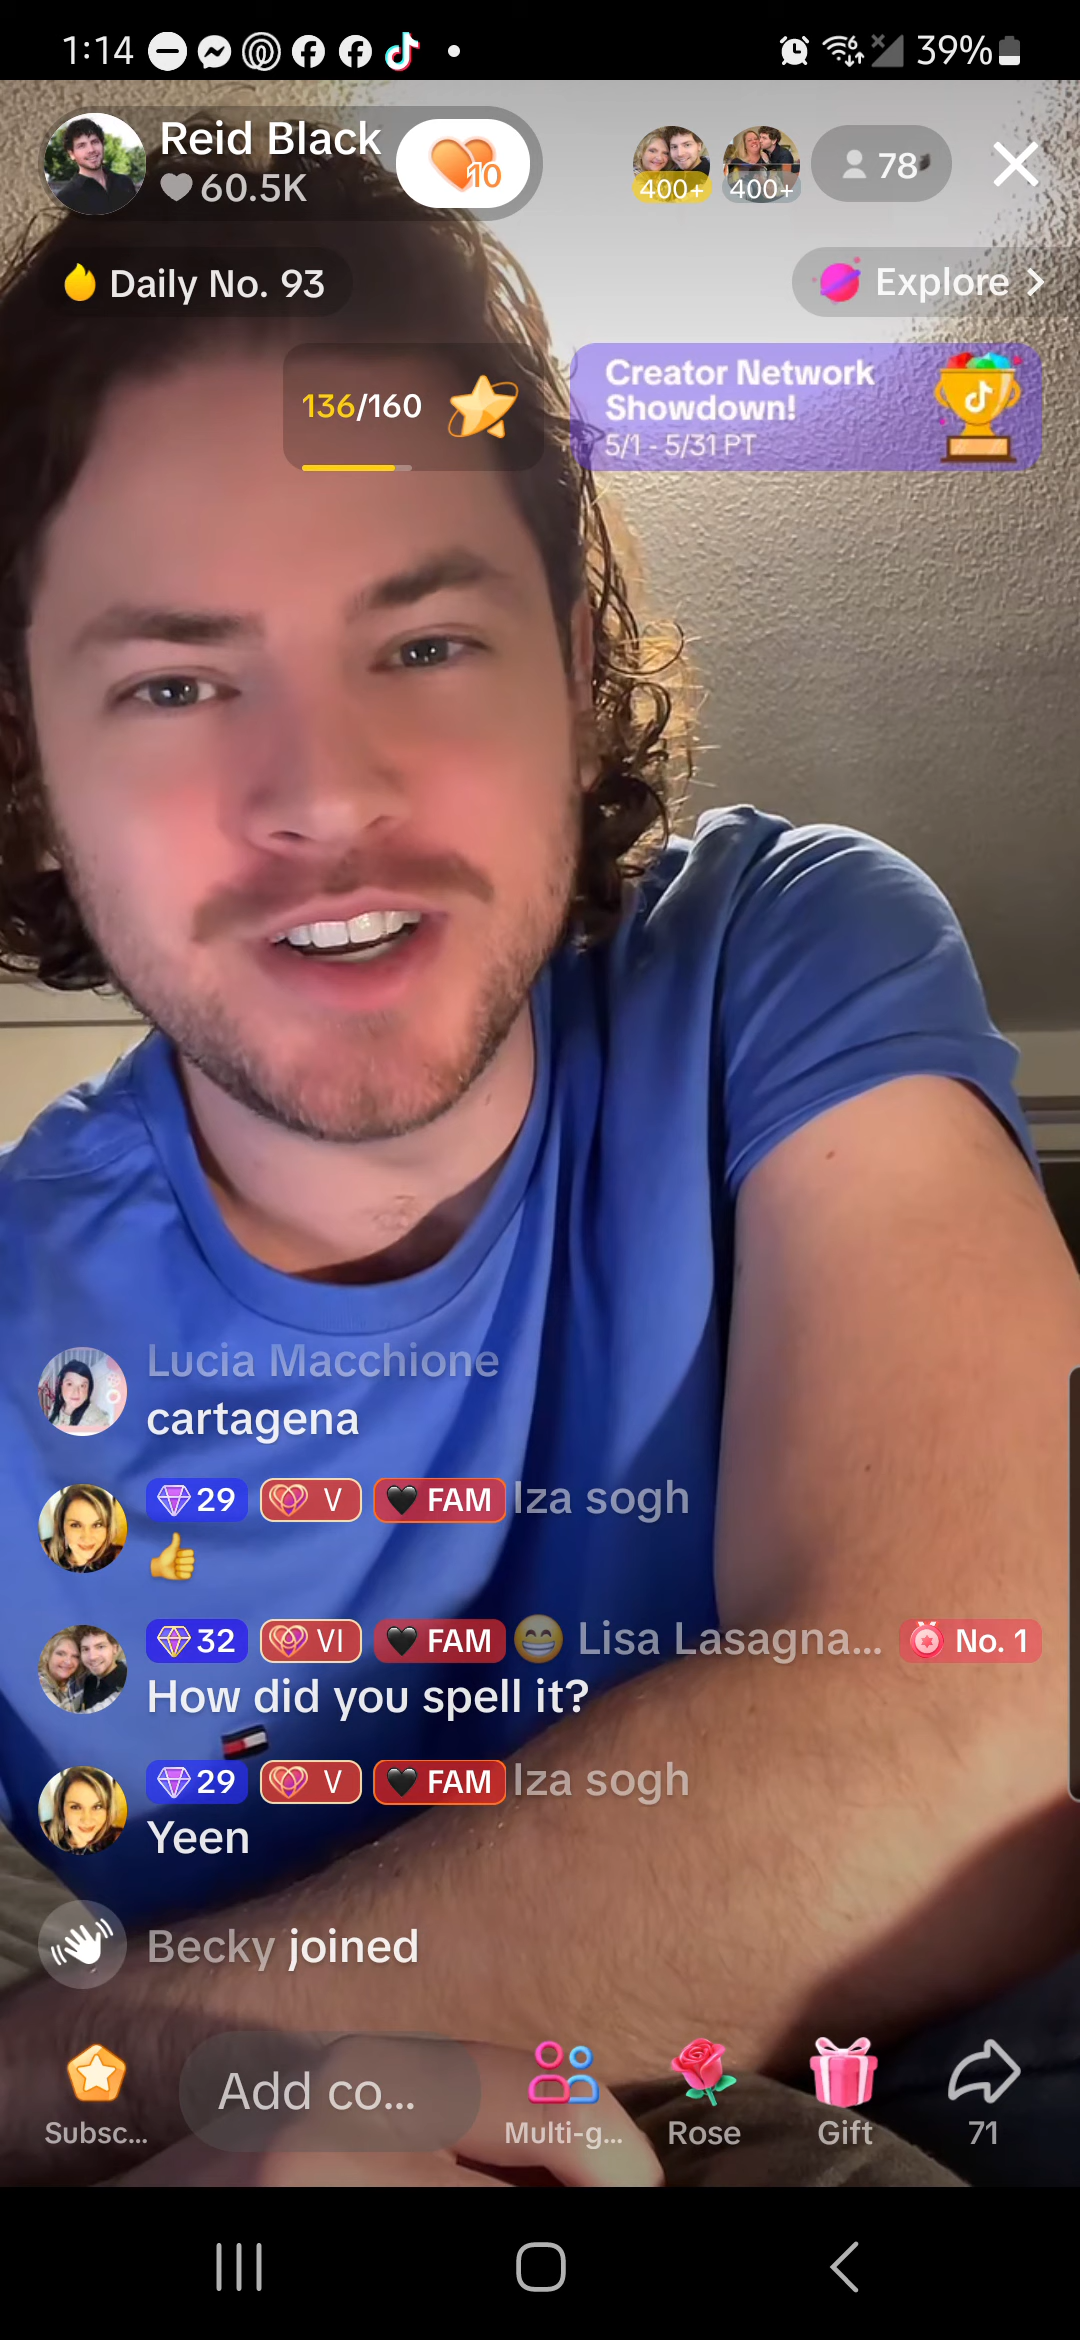 1:14
39%
Reid Black
60.5K
10
400+
400+
78
Daily No. 93
Explore
136/160
Creator Network
Showdown!
5/1 - 5/31 PT
Lucia Macchione
cartagena
29 V FAM Iza sogh
32 VI FAM Lisa Lasagna... No. 1
How did you spell it?
29 V FAM Iza sogh
Yeen
Becky joined
Add co...
Subsc...
Multi-g...
Rose
Gift
71